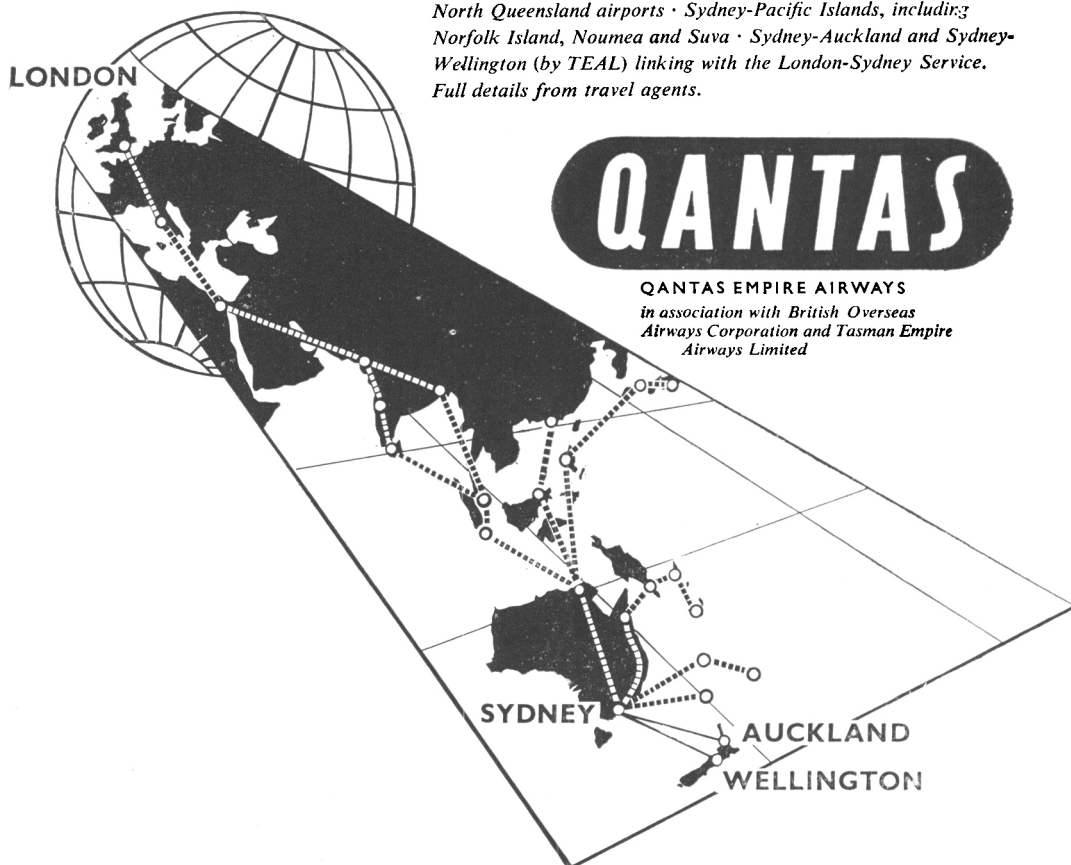 North Queensland airports · Sydney-Pacific Islands, including
Norfolk Island, Noumea and Suva · Sydney-Auckland and Sydney-
Wellington (by TEAL) linking with the London-Sydney Service.
Full details from travel agents.
LONDON
QANTAS
QANTAS EMPIRE AIRWAYS
in association with British Overseas
Airways Corporation and Tasman Empire
Airways Limited
SYDNEY
AUCKLAND
WELLINGTON